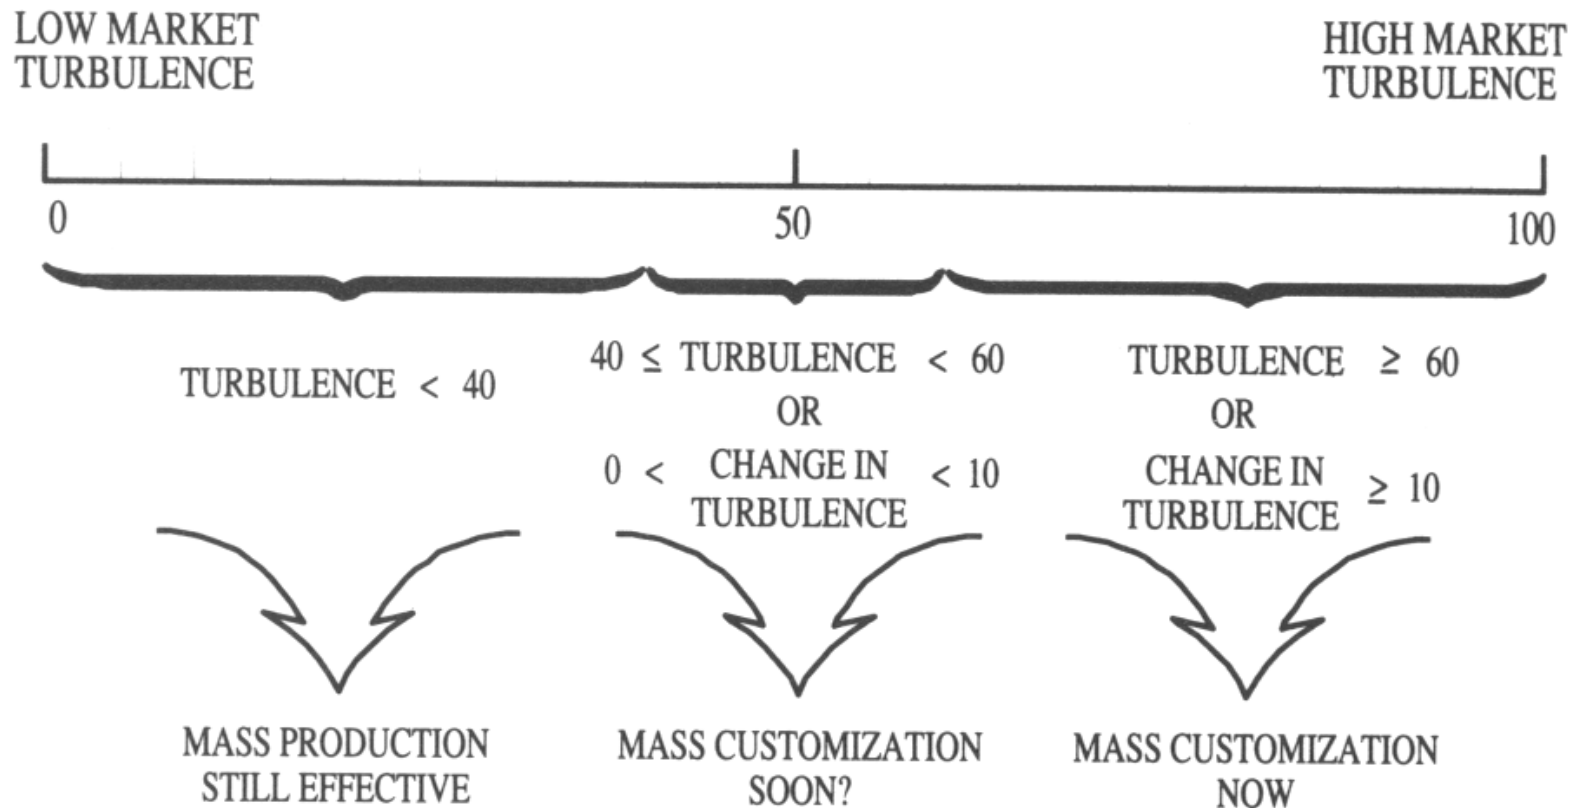 LOW MARKET
TURBULENCE
HIGH MARKET
TURBULENCE
0
50
100
TURBULENCE < 40
40 ≤ TURBULENCE < 60
OR
0 < CHANGE IN
TURBULENCE < 10
TURBULENCE ≥ 60
OR
CHANGE IN
TURBULENCE ≥ 10
MASS PRODUCTION
STILL EFFECTIVE
MASS CUSTOMIZATION
SOON?
MASS CUSTOMIZATION
NOW